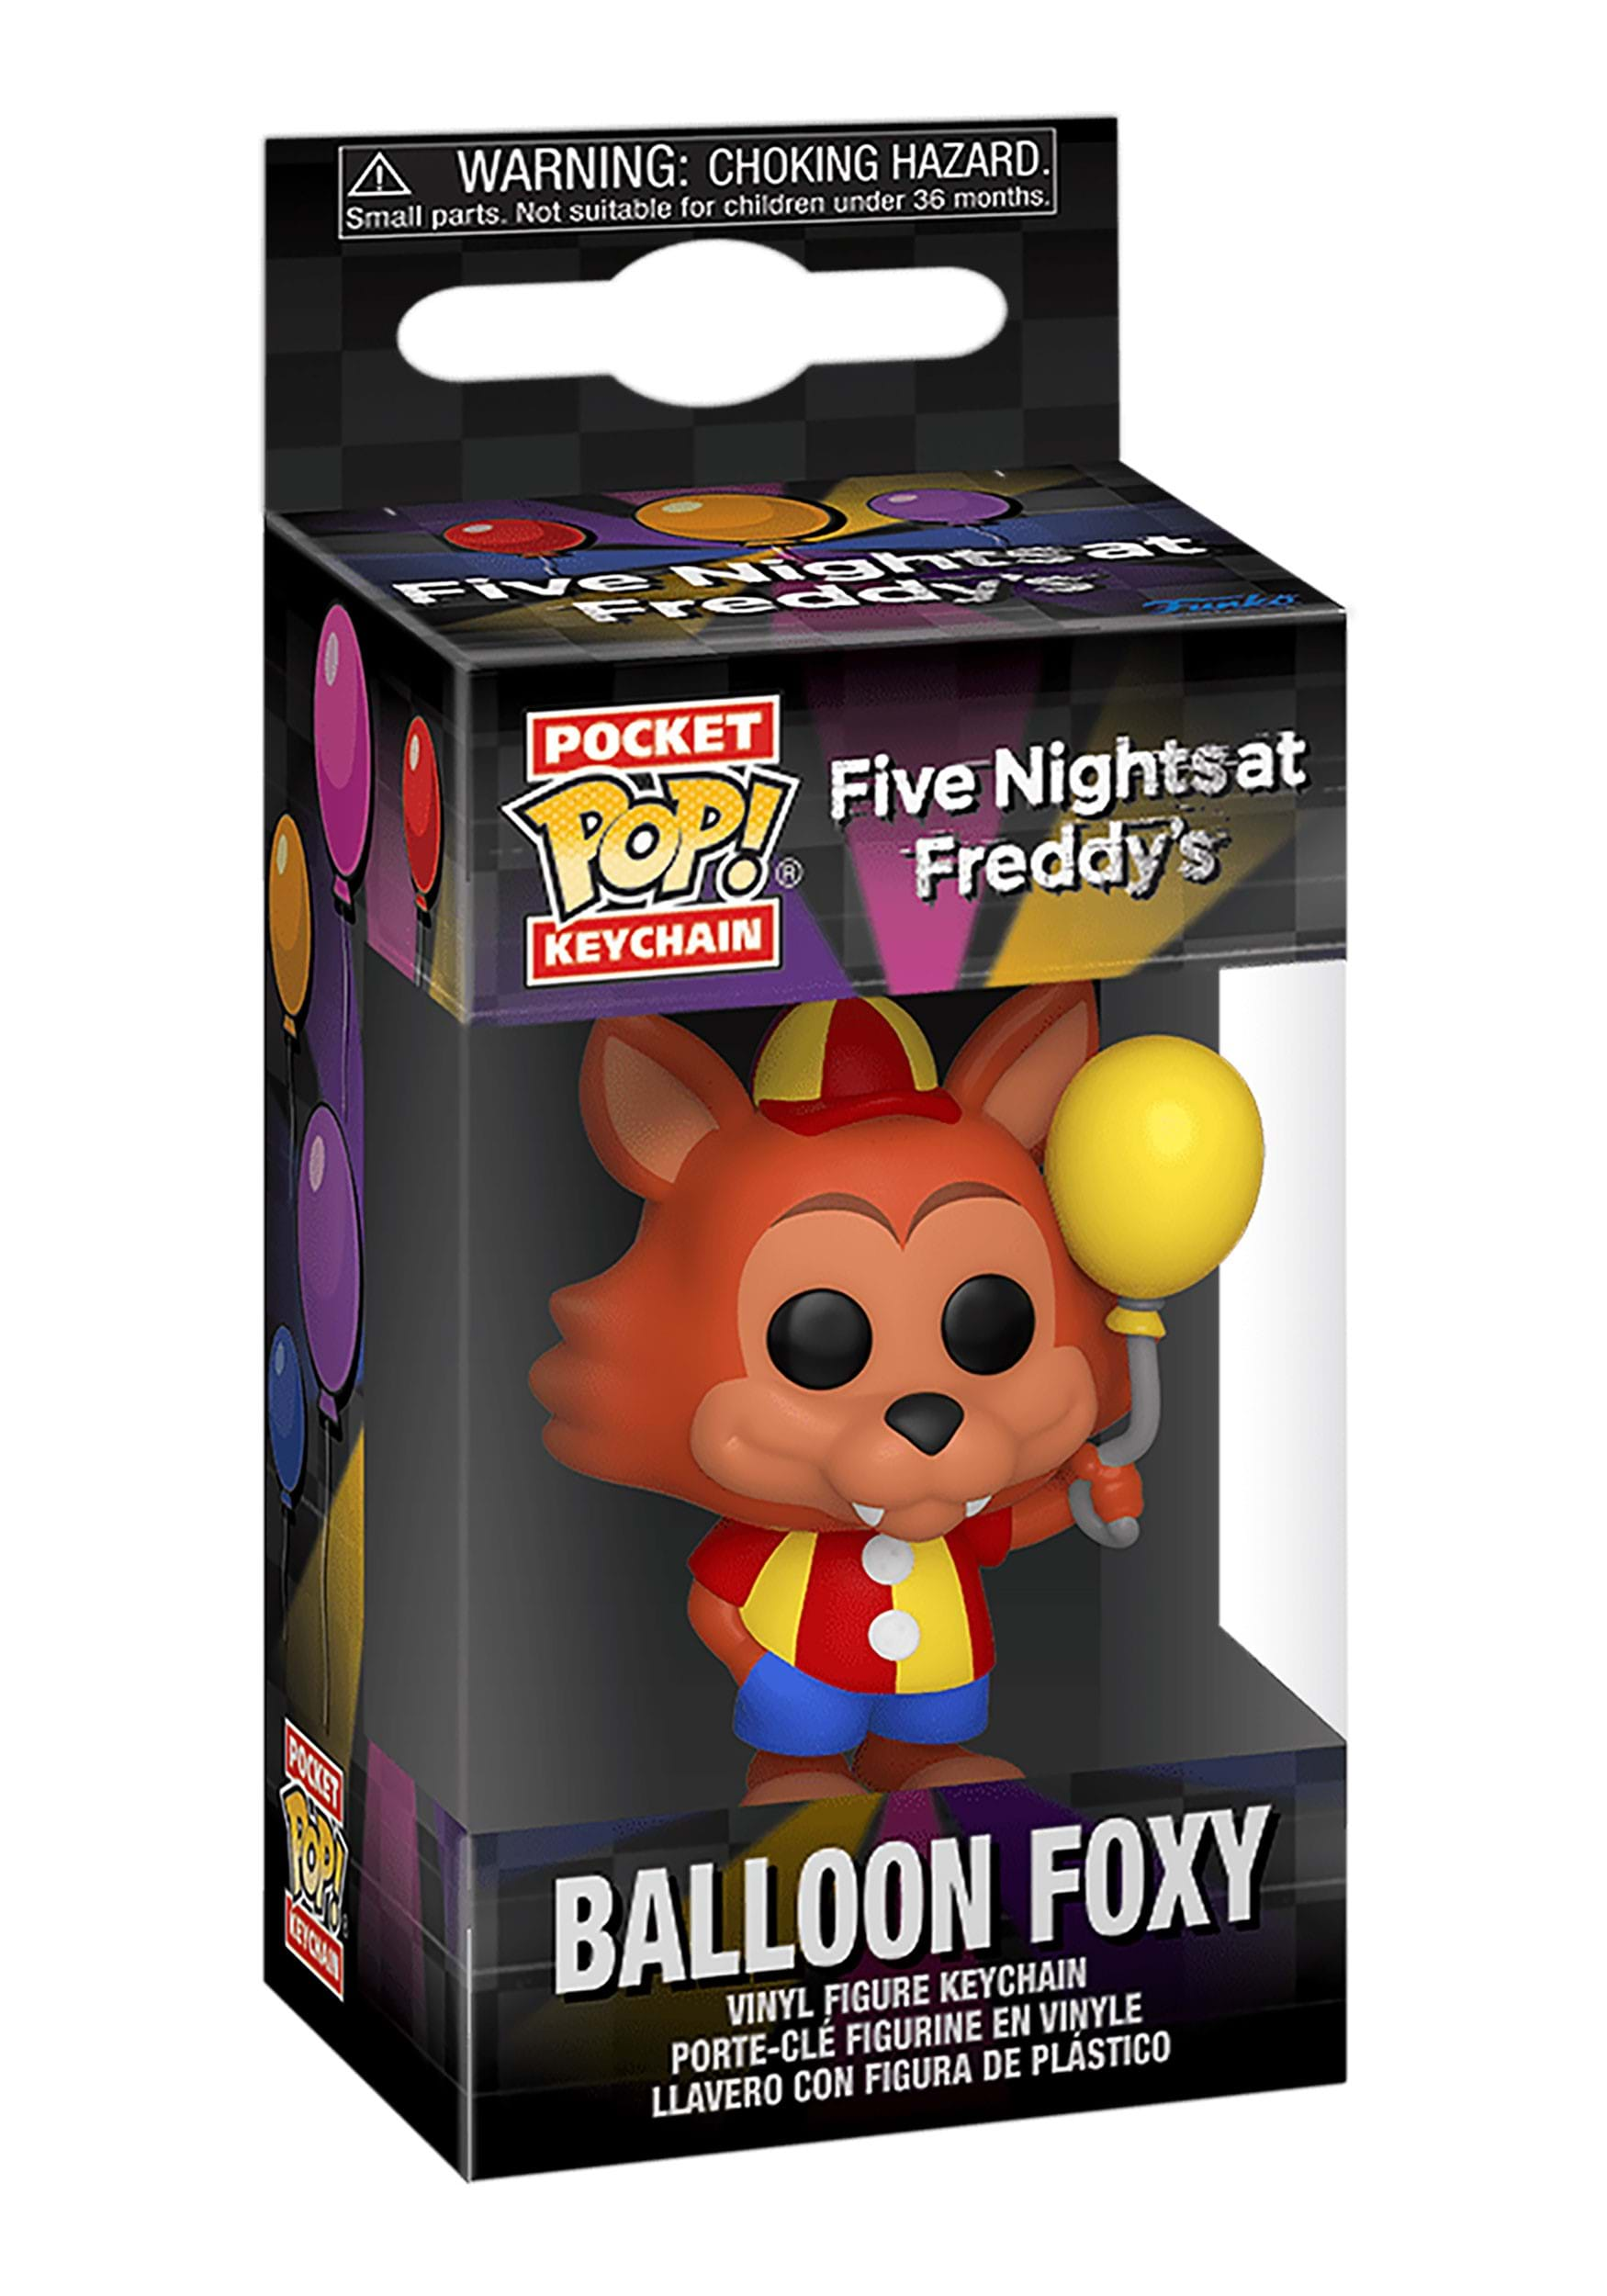 WARNING: CHOKING HAZARD.
Small parts. Not suitable for children under 36 months.
Five Nights at
Freddy's
Funko
POCKET
POP!®
KEYCHAIN
Five Nights at
Freddy's
POCKET
POP!®
KEYCHAIN
BALLOON FOXY
VINYL FIGURE KEYCHAIN
PORTE-CLÉ FIGURINE EN VINYLE
LLAVERO CON FIGURA DE PLÁSTICO